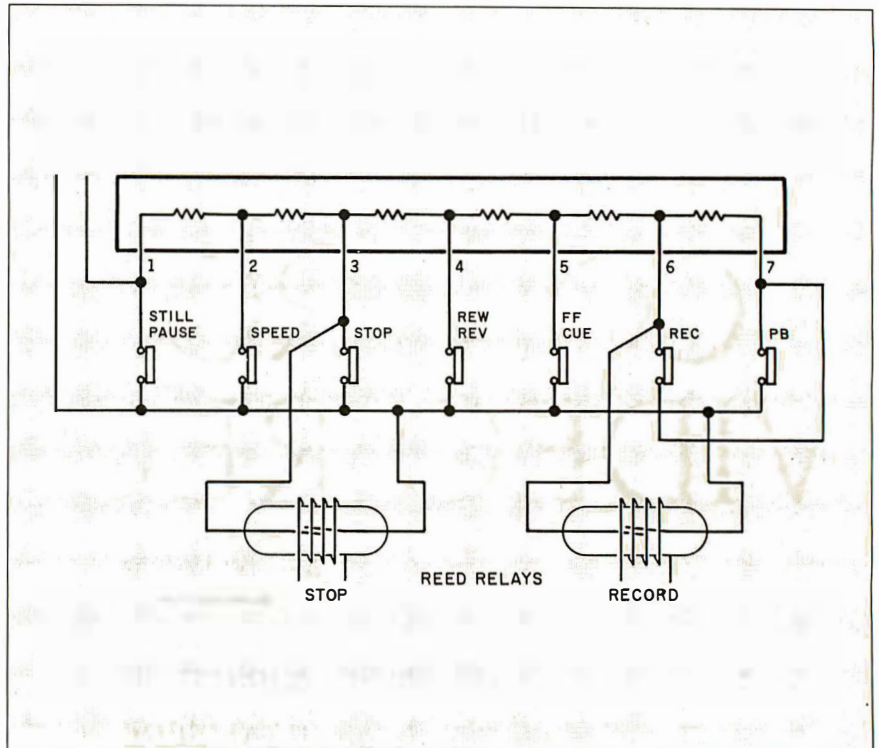 1 2 3 4 5 6 7
STILL
PAUSE
SPEED
STOP
REW
REV
FF
CUE
REC
PB
REED RELAYS
STOP
RECORD